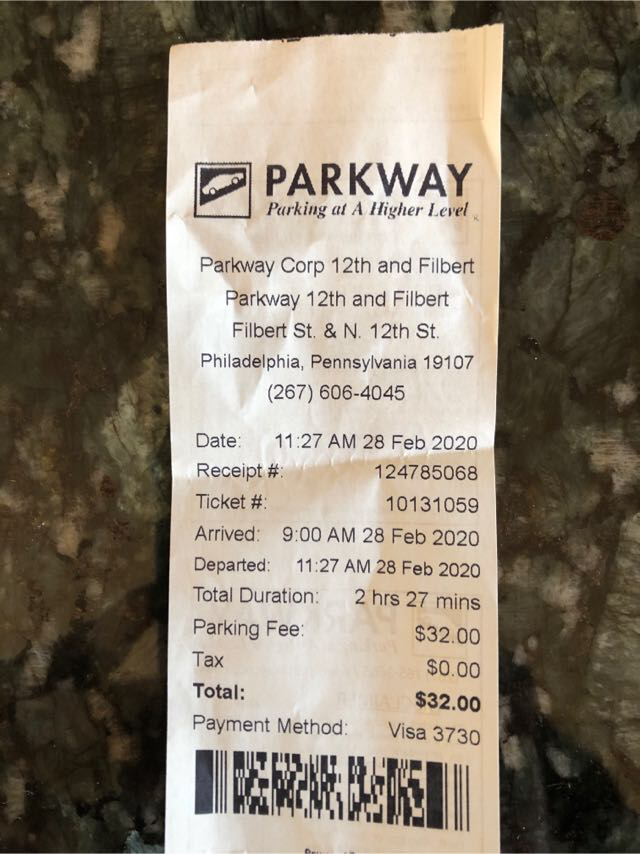 PARKWAY
Parking at A Higher Level
Parkway Corp 12th and Filbert
Parkway 12th and Filbert
Filbert St. & N. 12th St.
Philadelphia, Pennsylvania 19107
(267) 606-4045
Date: 11:27 AM 28 Feb 2020
Receipt #: 124785068
Ticket #: 10131059
Arrived: 9:00 AM 28 Feb 2020
Departed: 11:27 AM 28 Feb 2020
Total Duration: 2 hrs 27 mins
Parking Fee: $32.00
Tax $0.00
Total: $32.00
Payment Method: Visa 3730